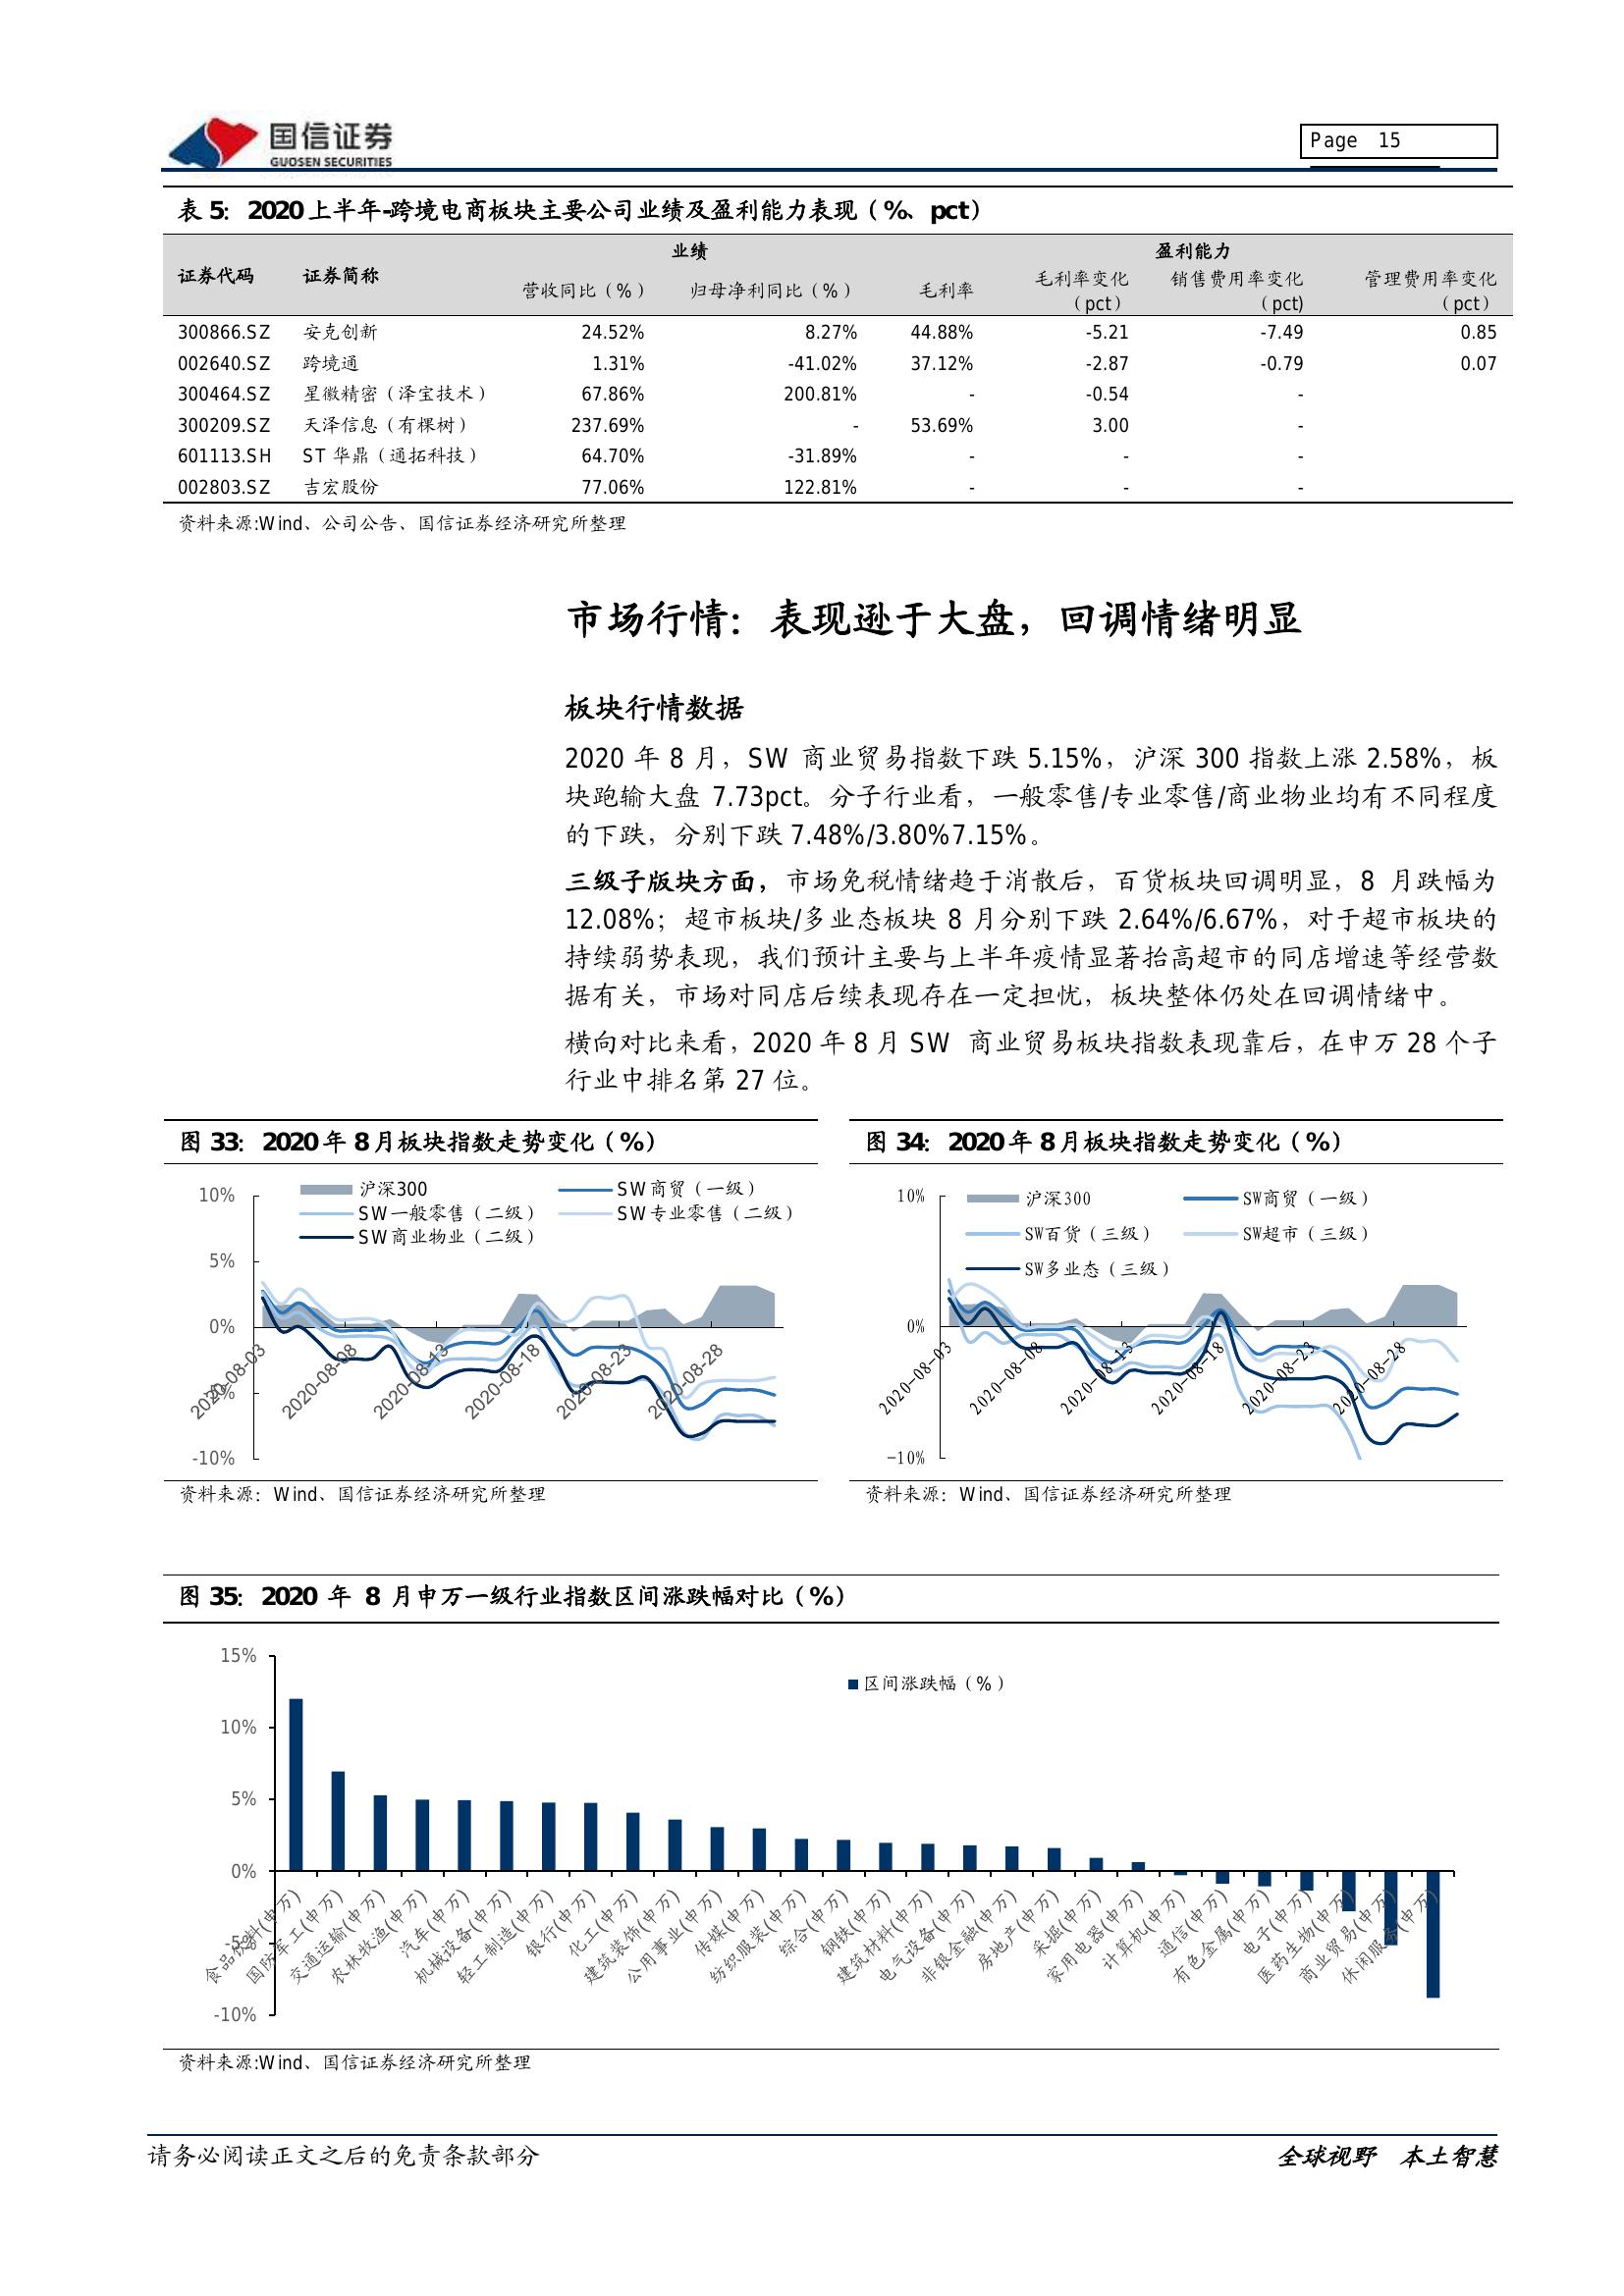 国信证券
GUOSEN SECURITIES
Page 15
表 5：2020 上半年-跨境电商板块主要公司业绩及盈利能力表现（%、pct）
业绩 盈利能力
证券代码 证券简称 营收同比（%） 归母净利同比（%） 毛利率 毛利率变化（pct） 销售费用率变化（pct) 管理费用率变化（pct）
300866.SZ 安克创新 24.52% 8.27% 44.88% -5.21 -7.49 0.85
002640.SZ 跨境通 1.31% -41.02% 37.12% -2.87 -0.79 0.07
300464.SZ 星徽精密（泽宝技术） 67.86% 200.81% - -0.54 -
300209.SZ 天泽信息（有棵树） 237.69% - 53.69% 3.00 -
601113.SH ST 华鼎（通拓科技） 64.70% -31.89% - - -
002803.SZ 吉宏股份 77.06% 122.81% - - -
资料来源:Wind、公司公告、国信证券经济研究所整理
市场行情：表现逊于大盘，回调情绪明显
板块行情数据
2020 年 8 月，SW 商业贸易指数下跌 5.15%，沪深 300 指数上涨 2.58%，板
块跑输大盘 7.73pct。分子行业看，一般零售/专业零售/商业物业均有不同程度
的下跌，分别下跌 7.48%/3.80%7.15%。
三级子版块方面，市场免税情绪趋于消散后，百货板块回调明显，8 月跌幅为
12.08%；超市板块/多业态板块 8 月分别下跌 2.64%/6.67%，对于超市板块的
持续弱势表现，我们预计主要与上半年疫情显著抬高超市的同店增速等经营数
据有关，市场对同店后续表现存在一定担忧，板块整体仍处在回调情绪中。
横向对比来看，2020 年 8 月 SW 商业贸易板块指数表现靠后，在申万 28 个子
行业中排名第 27 位。
图 33：2020 年 8 月板块指数走势变化（%）
沪深300 SW商贸（一级）
SW一般零售（二级） SW专业零售（二级）
SW商业物业（二级）
10%
5%
0%
-5%
-10%
2020-08-03 2020-08-08 2020-08-13 2020-08-18 2020-08-23 2020-08-28
资料来源：Wind、国信证券经济研究所整理
图 34：2020 年 8 月板块指数走势变化（%）
沪深300 SW商贸（一级）
SW百货（三级） SW超市（三级）
SW多业态（三级）
10%
0%
-10%
2020-08-03 2020-08-08 2020-08-13 2020-08-18 2020-08-23 2020-08-28
资料来源：Wind、国信证券经济研究所整理
图 35：2020 年 8 月申万一级行业指数区间涨跌幅对比（%）
区间涨跌幅（%）
15%
10%
5%
0%
-5%
-10%
食品饮料(申万) 国防军工(申万) 交通运输(申万) 农林牧渔(申万) 汽车(申万) 机械设备(申万) 轻工制造(申万) 银行(申万) 化工(申万) 建筑装饰(申万) 公用事业(申万) 传媒(申万) 纺织服装(申万) 综合(申万) 钢铁(申万) 建筑材料(申万) 电气设备(申万) 非银金融(申万) 房地产(申万) 采掘(申万) 家用电器(申万) 计算机(申万) 通信(申万) 有色金属(申万) 电子(申万) 医药生物(申万) 商业贸易(申万) 休闲服务(申万)
资料来源:Wind、国信证券经济研究所整理
请务必阅读正文之后的免责条款部分
全球视野 本土智慧